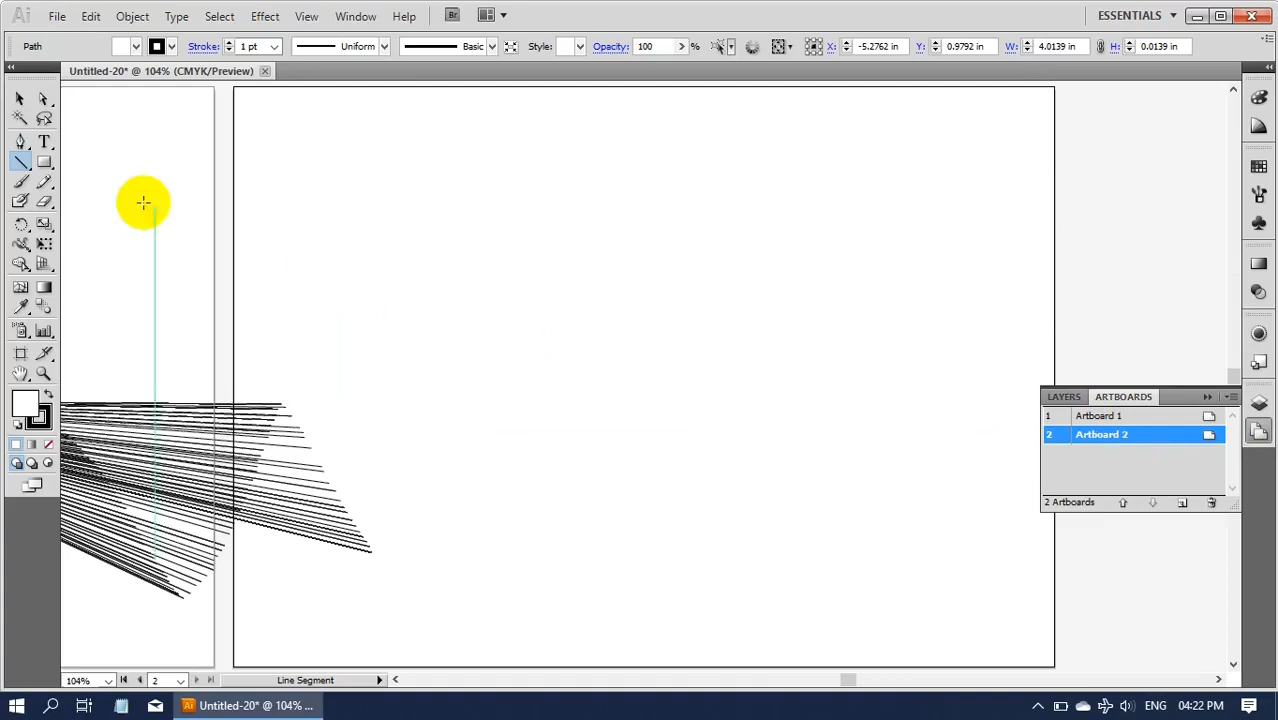 Ai File Edit Object Type Select Effect View Window Help Br ESSENTIALS
Path Stroke: 1 pt Uniform Basic Style: Opacity: 100 % X: -5.2762 in Y: 0.9792 in W: 4.0139 in H: 0.0139 in
Untitled-20* @ 104% (CMYK/Preview)
LAYERS ARTBOARDS
1 Artboard 1
2 Artboard 2
2 Artboards
104% 2 Line Segment
Ai Untitled-20* @ 104% ... ENG 04:22 PM